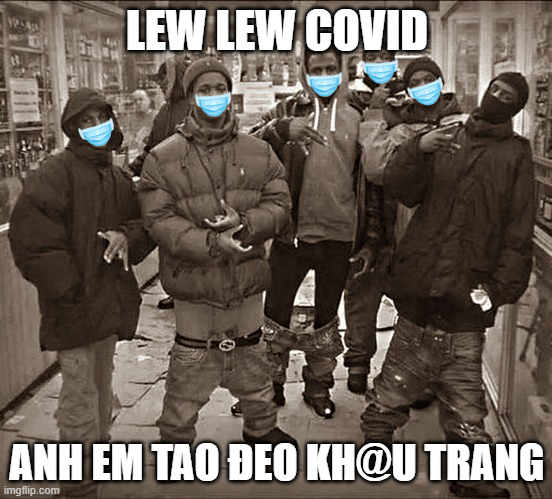 LEW LEW COVID
ANH EM TAO ĐEO KH@U TRANG
imgflip.com